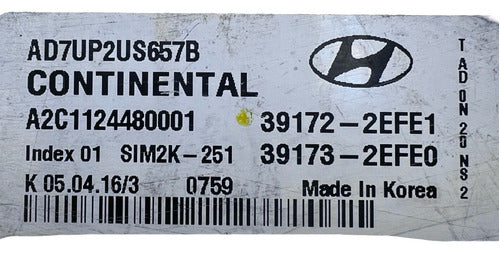 AD7UP2US657B
CONTINENTAL
A2C1124480001 39172-2EFE1
Index 01 SIM2K-251 39173-2EFE0
K 05.04.16/3 0759 Made In Korea
TAD ON 20 NS 2